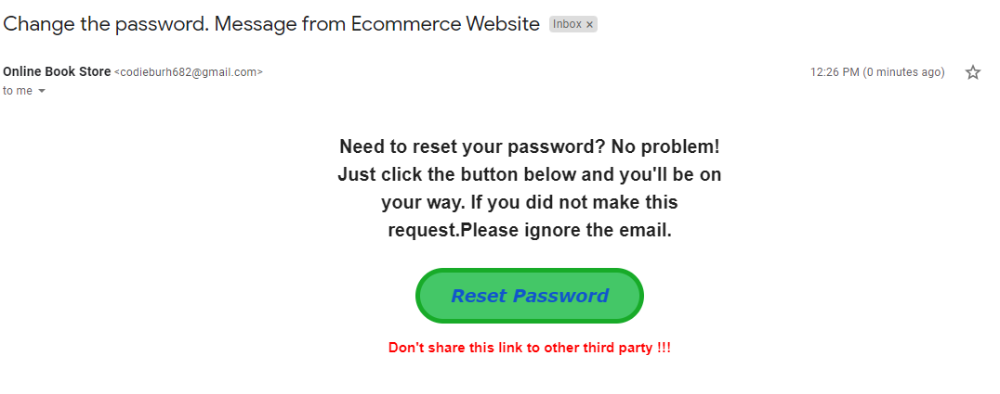 Change the password. Message from Ecommerce Website Inbox x
Online Book Store <codieburh682@gmail.com> 12:26 PM (0 minutes ago)
to me
Need to reset your password? No problem!
Just click the button below and you'll be on
your way. If you did not make this
request.Please ignore the email.
Reset Password
Don't share this link to other third party !!!